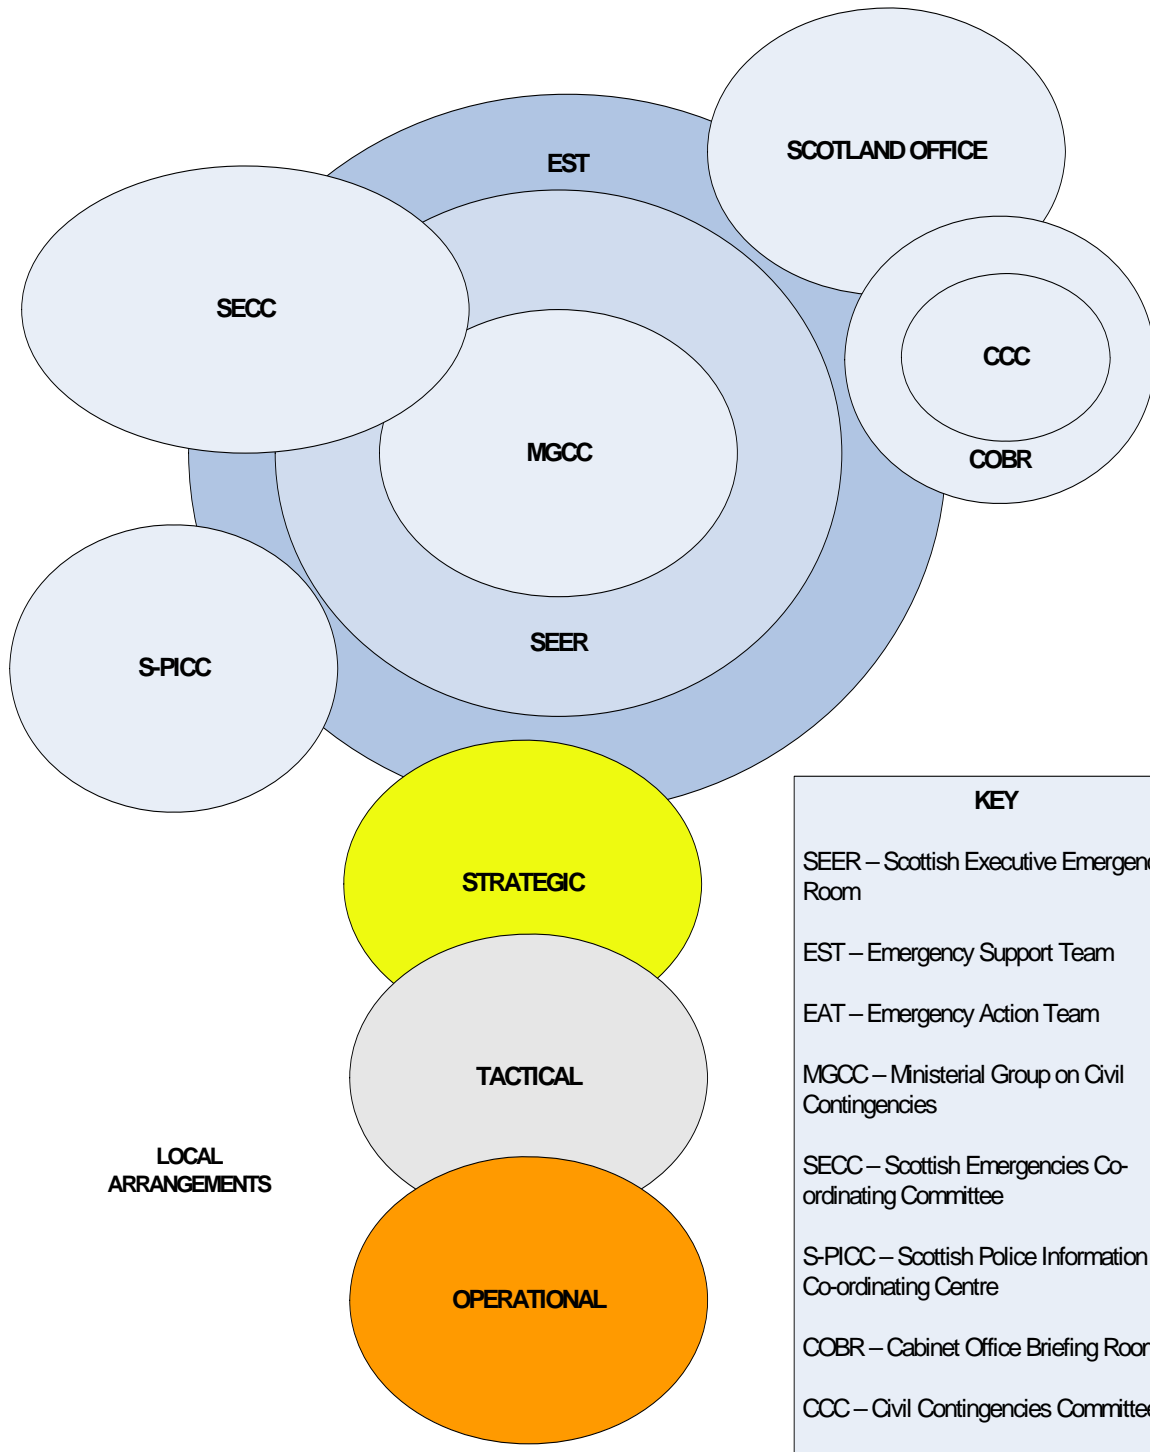 EST
SCOTLAND OFFICE
SECC
CCC
MGCC
COBR
SEER
S-PICC
STRATEGIC
TACTICAL
LOCAL
ARRANGEMENTS
OPERATIONAL
KEY
SEER – Scottish Executive Emergenc
Room
EST – Emergency Support Team
EAT – Emergency Action Team
MGCC – Ministerial Group on Civil
Contingencies
SECC – Scottish Emergencies Co-
ordinating Committee
S-PICC – Scottish Police Information
Co-ordinating Centre
COBR – Cabinet Office Briefing Room
CCC – Civil Contingencies Committee